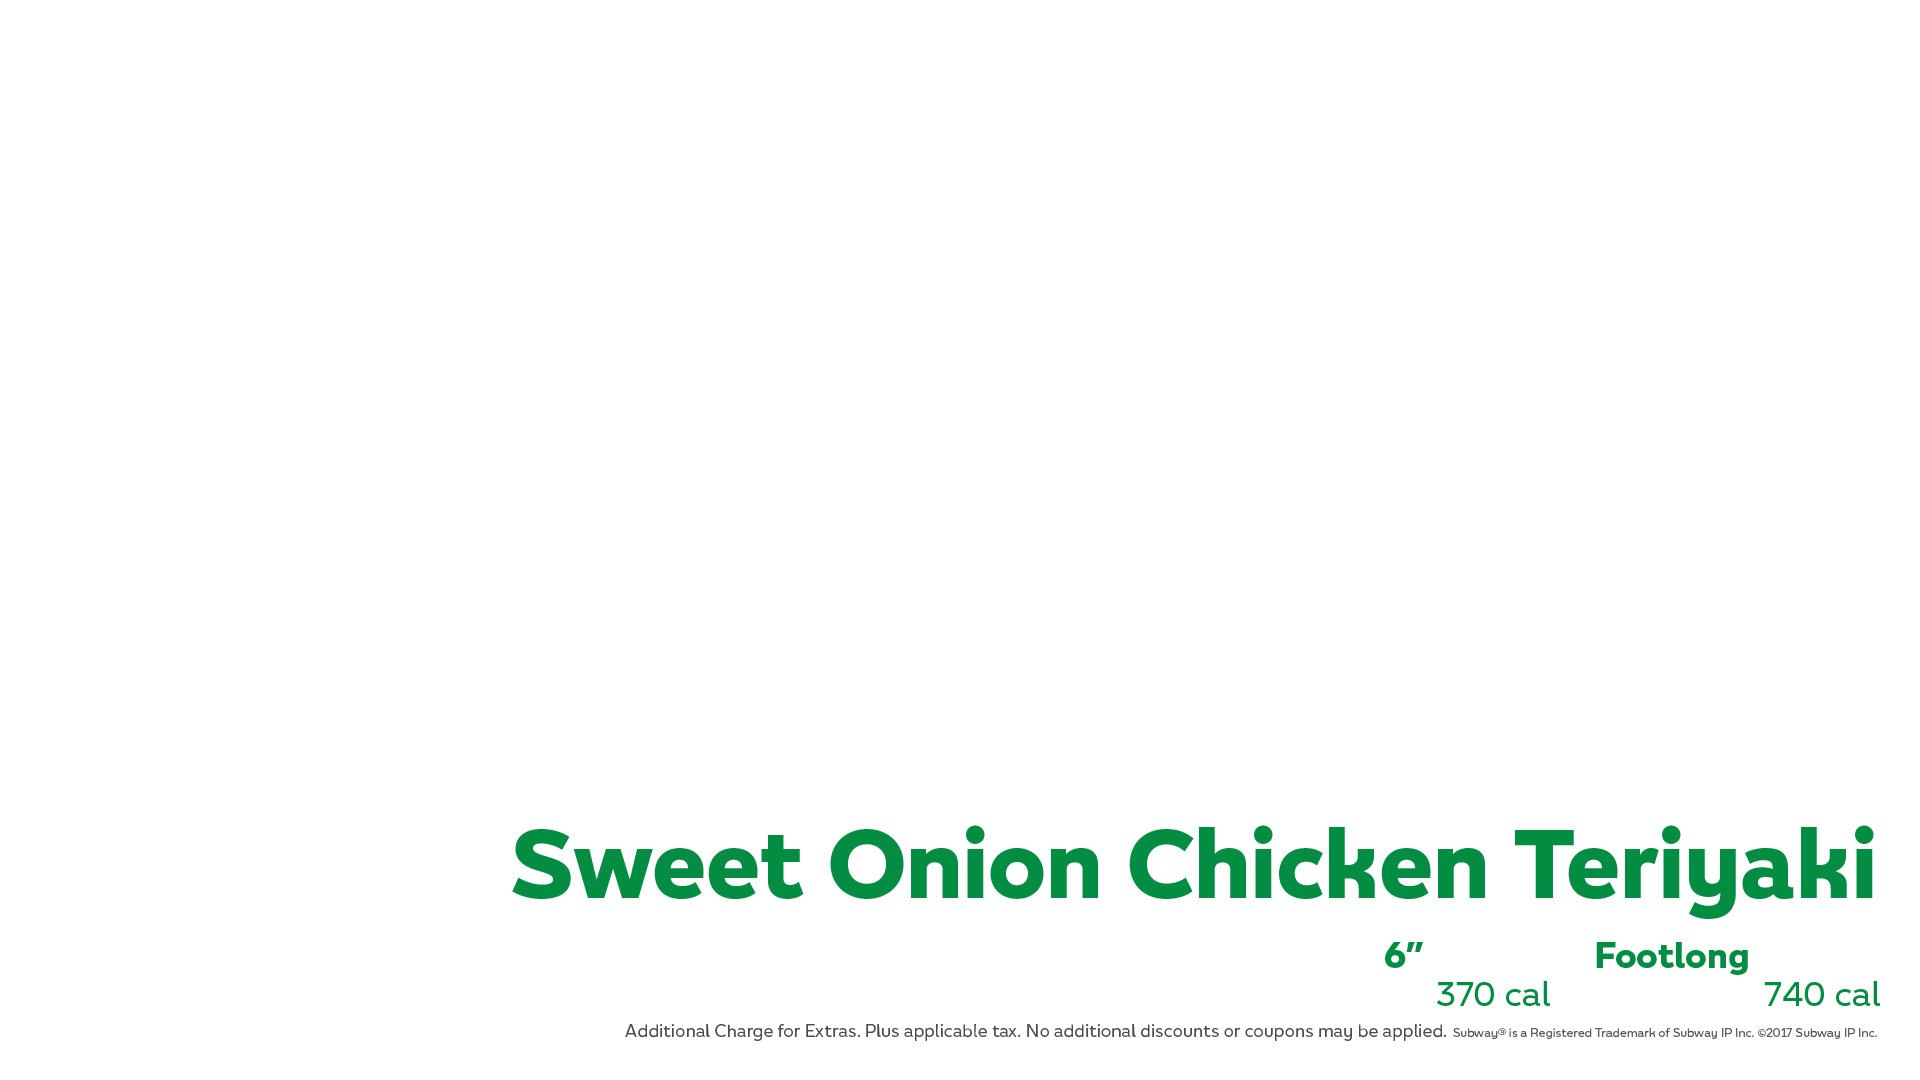 Sweet Onion Chicken Teriyaki
6” Footlong
370 cal 740 cal
Additional Charge for Extras. Plus applicable tax. No additional discounts or coupons may be applied. Subway® is a Registered Trademark of Subway IP Inc. ©2017 Subway IP Inc.